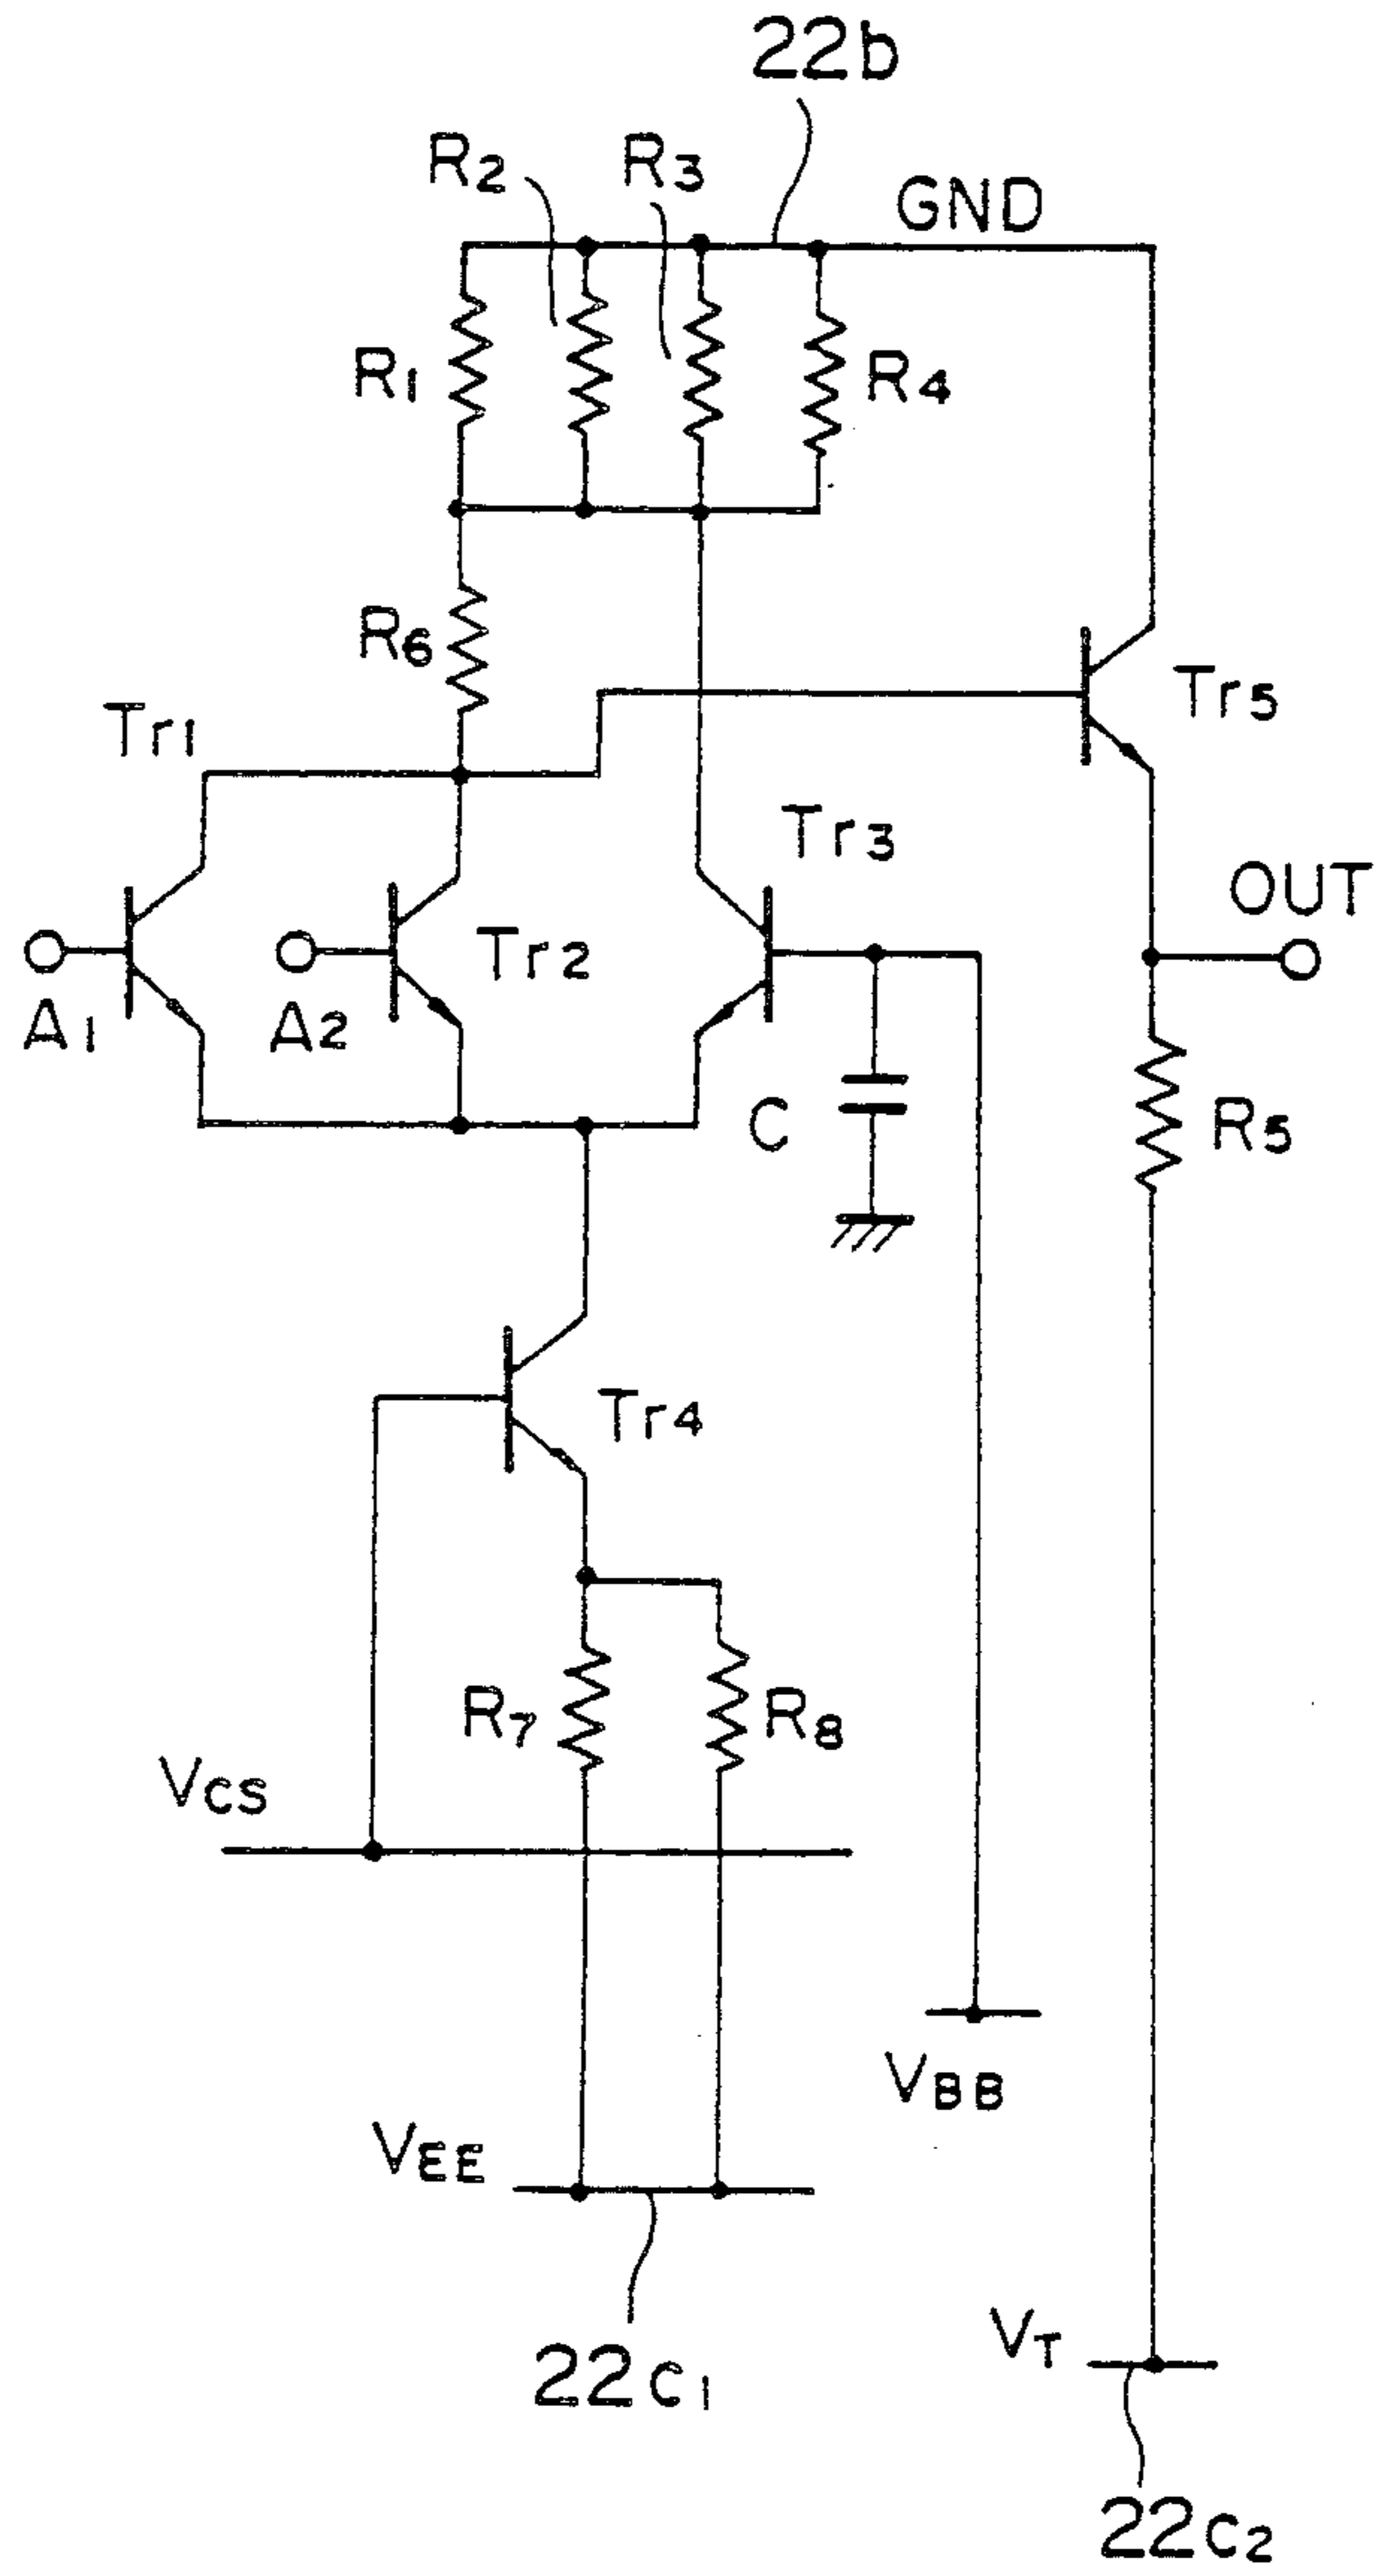 22b
R2
R3
GND
R1
R4
R6
Tr1
Tr5
Tr3
OUT
Tr2
A1
A2
C
R5
Tr4
R7
R8
VCS
VBB
VEE
VT
22c1
22c2